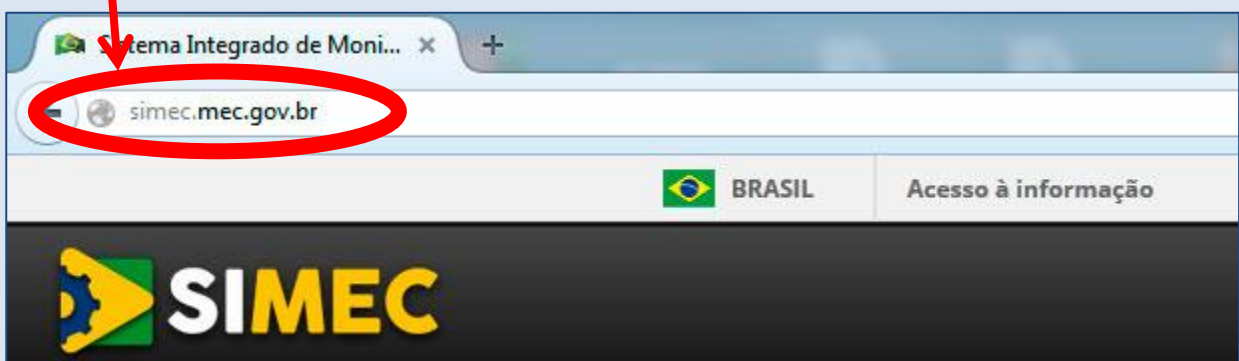 Sistema Integrado de Moni...
simec.mec.gov.br
BRASIL Acesso à informação
SIMEC